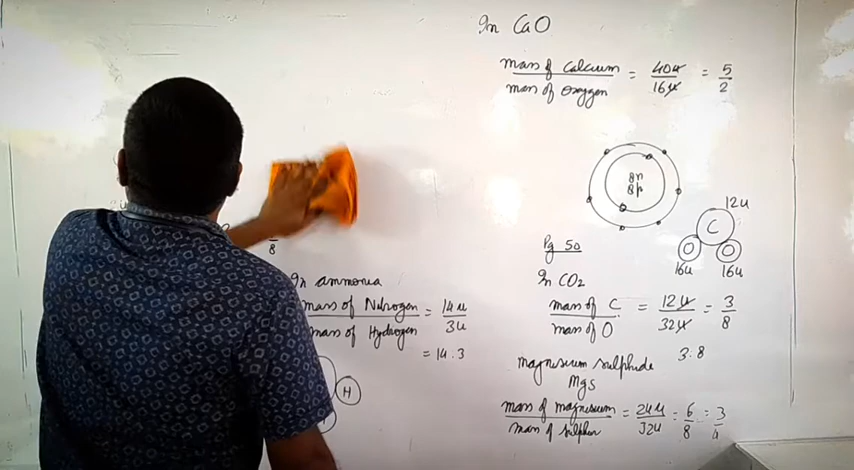 In CaO
mass of Calcium = 40u = 5
mass of oxygen 16u 2
8n
8p
12u
C
O O
16u 16u
Pg 50
In CO2
mass of C = 12u = 3
mass of O 32u 8
3.8
magnesium sulphide
MgS
mass of magnesium = 24u = 6 = 3
mass of sulphur 32u 8 4
8
In ammonia
mass of Nitrogen = 14u
mass of Hydrogen 3u
= 14.3
H